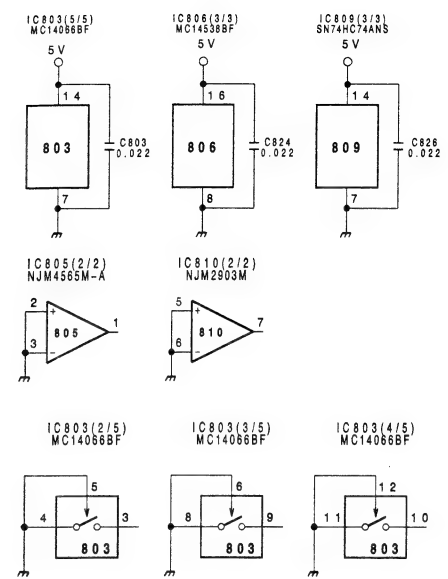 IC803(5/5)
MC14066BF
5V
14
803
C803
0.022
7
IC806(3/3)
MC14538BF
5V
16
806
C824
0.022
8
IC809(3/3)
SN74HC74ANS
5V
14
809
C826
0.022
7
IC805(2/2)
NJM4565M-A
2
+
805
1
3
-
IC810(2/2)
NJM2903M
5
+
810
7
6
-
IC803(2/5)
MC14066BF
5
4
3
803
IC803(3/5)
MC14066BF
6
8
9
803
IC803(4/5)
MC14066BF
12
11
10
803